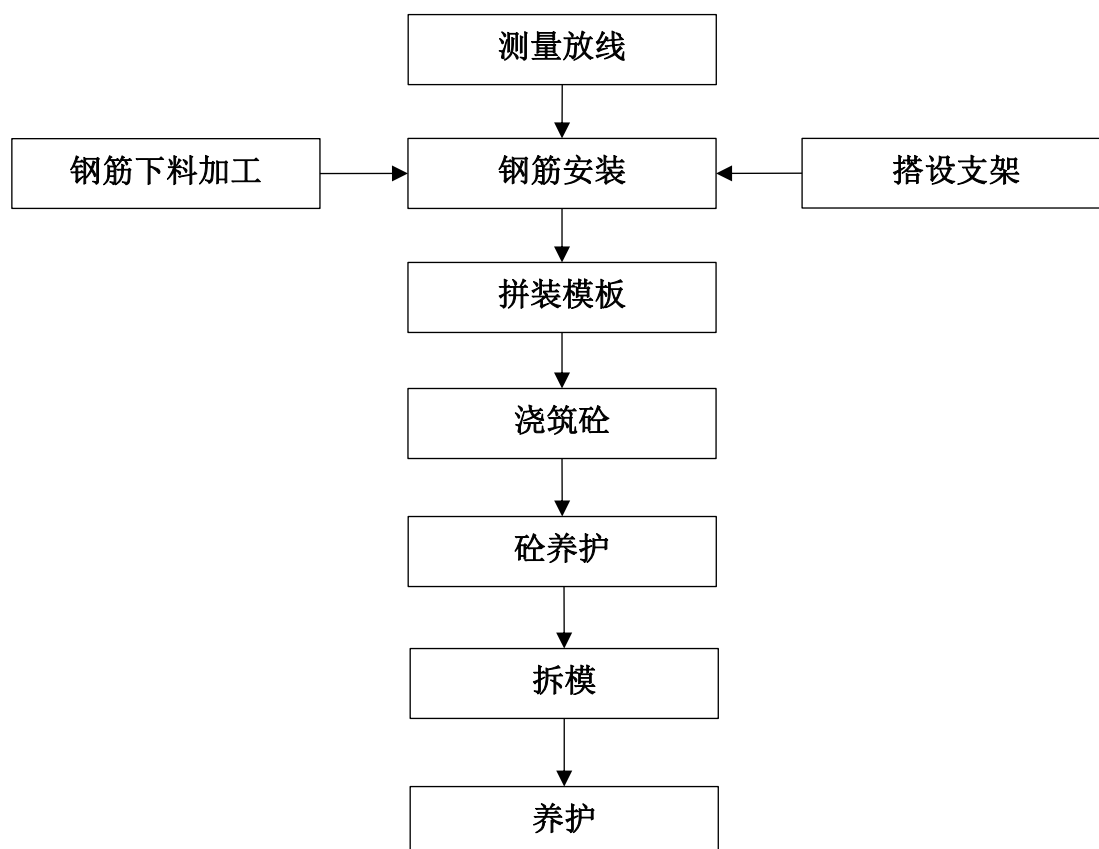 测量放线
钢筋下料加工
钢筋安装
搭设支架
拼装模板
浇筑砼
砼养护
拆模
养护